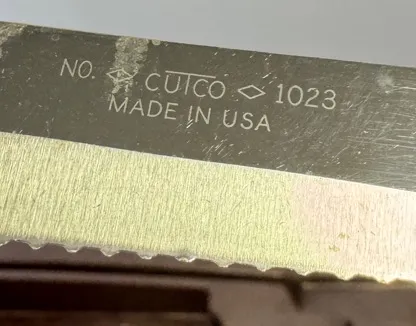 NO. ◇ CUTCO ◇ 1023
MADE IN USA